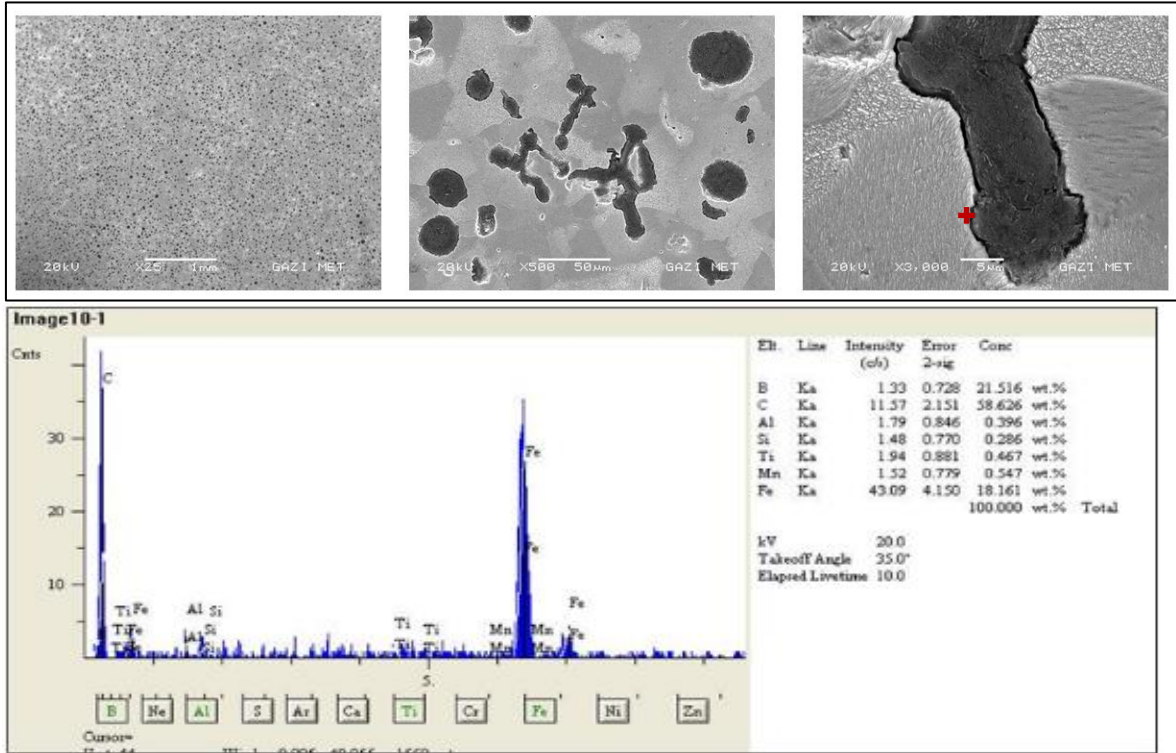 20kV X25 1mm GAZI MET
20kV X500 50µm GAZI MET
20kV X3,000 5µm GAZI MET
Image10-1
Cnts
30
20
10
C
Ti Fe
Ti Fe
Ti Fe
Al Si
Al Si
Si
Ti
Ti
Ti
Ti
Mn
Mn
Fe
Fe
Mn
Mn
Fe
Fe
5.
B Ne Al S Ar Ca Ti Cr Fe Ni Zn
Cursor=
Elt. Line Intensity Error Conc
(c/s) 2-sig
B Ka 1.33 0.728 21.516 wt.%
C Ka 11.57 2.151 58.626 wt.%
Al Ka 1.79 0.846 0.396 wt.%
Si Ka 1.48 0.770 0.286 wt.%
Ti Ka 1.94 0.881 0.467 wt.%
Mn Ka 1.52 0.779 0.547 wt.%
Fe Ka 43.09 4.150 18.161 wt.%
100.000 wt.% Total
kV 20.0
Takeoff Angle 35.0°
Elapsed Livetime 10.0